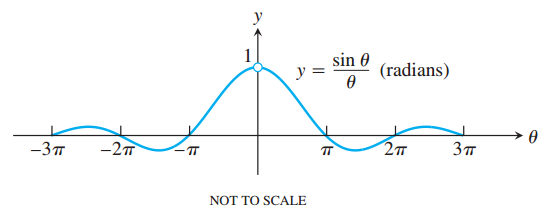 y
1
y = sin θ / θ (radians)
−3π −2π −π π 2π 3π θ
NOT TO SCALE